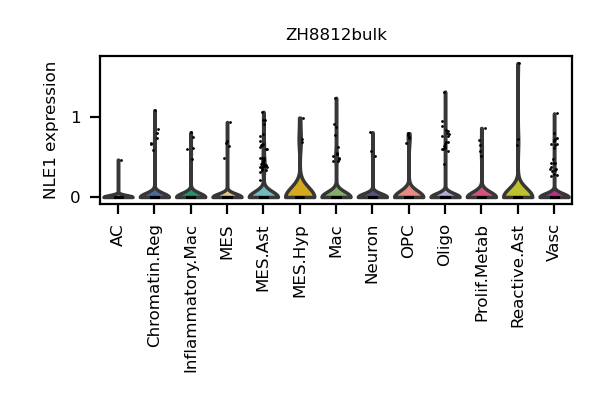 ZH8812bulk
NLE1 expression
1
0
AC
Chromatin.Reg
Inflammatory.Mac
MES
MES.Ast
MES.Hyp
Mac
Neuron
OPC
Oligo
Prolif.Metab
Reactive.Ast
Vasc